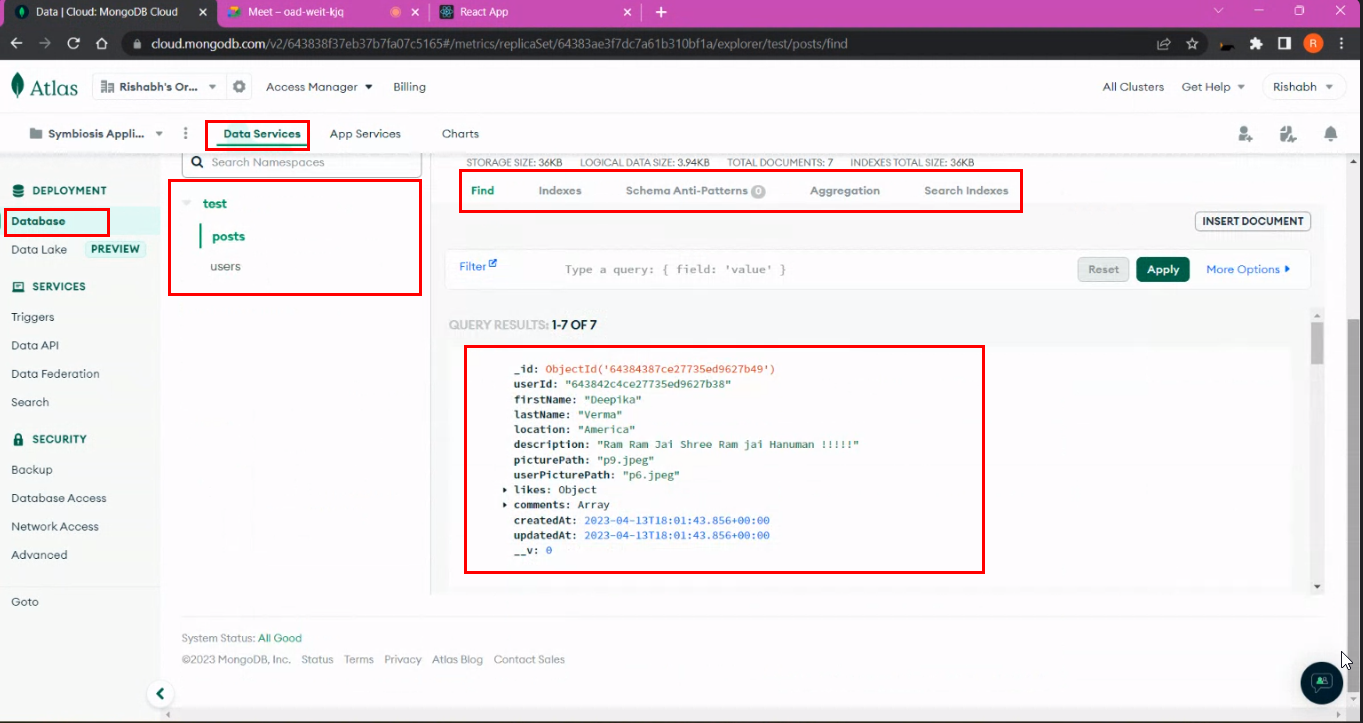 Data | Cloud: MongoDB Cloud
Meet – oad-weit-kjq
React App
cloud.mongodb.com/v2/643838f37eb37b7fa07c5165#/metrics/replicaSet/64383ae3f7dc7a61b310bf1a/explorer/test/posts/find
R
Atlas
Rishabh's Or...
Access Manager
Billing
All Clusters
Get Help
Rishabh
Symbiosis Appli...
Data Services
App Services
Charts
Search Namespaces
STORAGE SIZE: 36KB LOGICAL DATA SIZE: 3.94KB TOTAL DOCUMENTS: 7 INDEXES TOTAL SIZE: 36KB
DEPLOYMENT
Database
Data Lake PREVIEW
SERVICES
Triggers
Data API
Data Federation
Search
SECURITY
Backup
Database Access
Network Access
Advanced
Goto
test
posts
users
Find Indexes Schema Anti-Patterns 0 Aggregation Search Indexes
INSERT DOCUMENT
Filter Type a query: { field: 'value' } Reset Apply More Options
QUERY RESULTS: 1-7 OF 7
_id: ObjectId('64384387ce27735ed9627b49')
userId: "643842c4ce27735ed9627b38"
firstName: "Deepika"
lastName: "Verma"
location: "America"
description: "Ram Ram Jai Shree Ram jai Hanuman !!!!!"
picturePath: "p9.jpeg"
userPicturePath: "p6.jpeg"
likes: Object
comments: Array
createdAt: 2023-04-13T18:01:43.856+00:00
updatedAt: 2023-04-13T18:01:43.856+00:00
__v: 0
System Status: All Good
©2023 MongoDB, Inc. Status Terms Privacy Atlas Blog Contact Sales